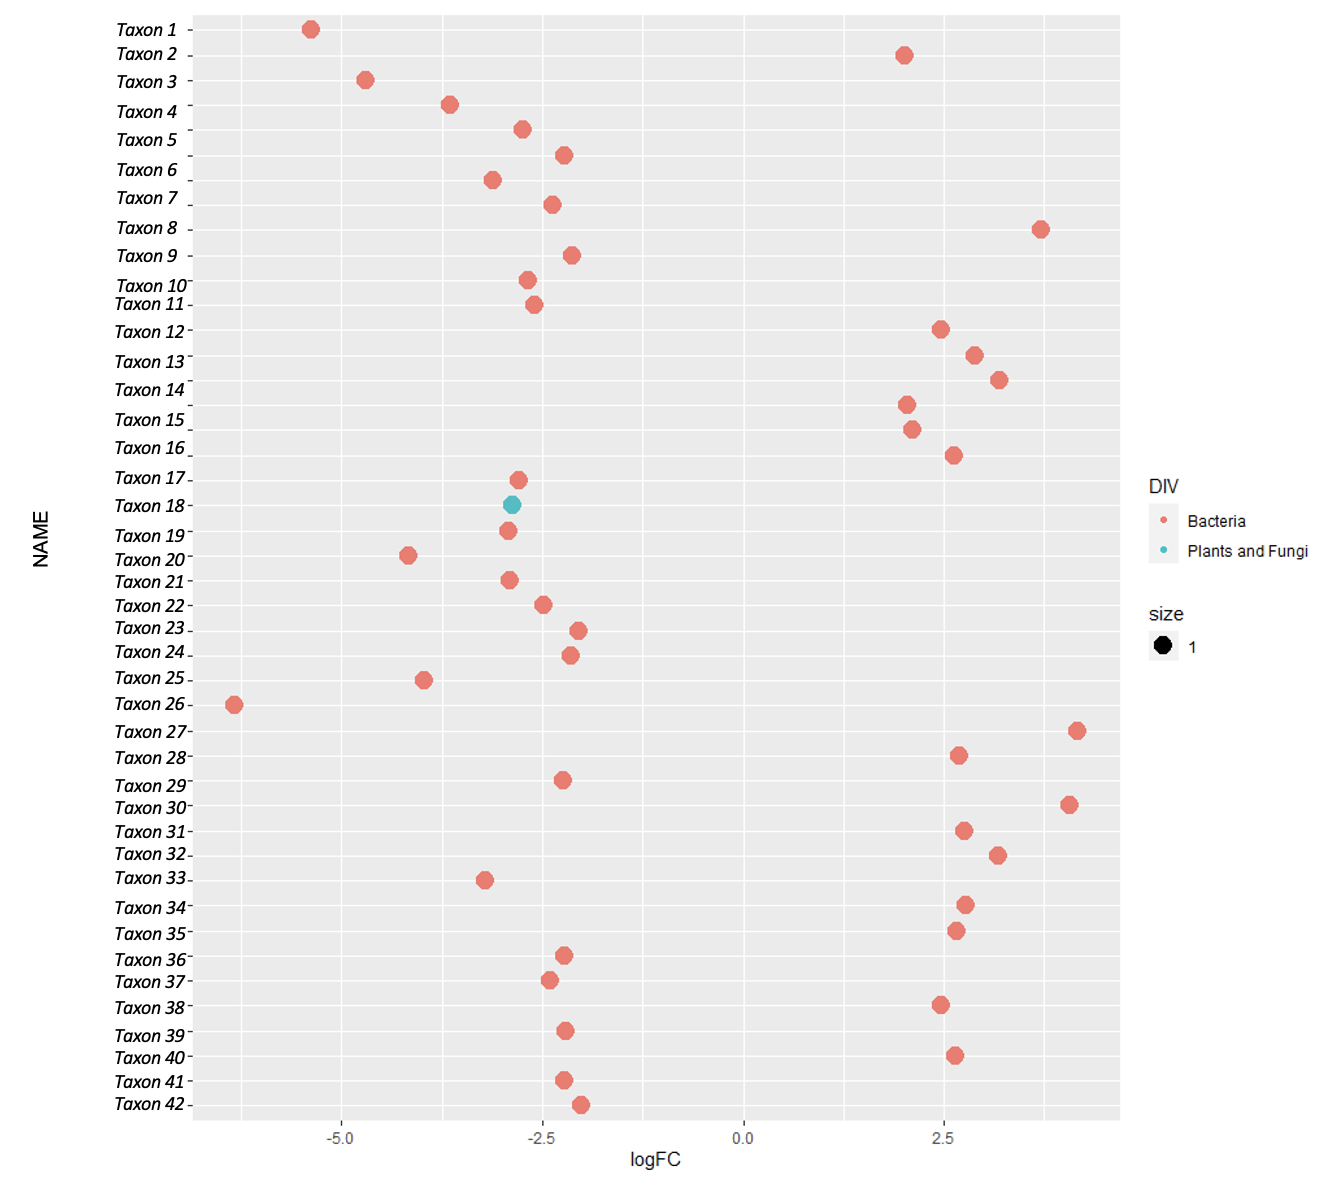 Taxon 1
Taxon 2
Taxon 3
Taxon 4
Taxon 5
Taxon 6
Taxon 7
Taxon 8
Taxon 9
Taxon 10
Taxon 11
Taxon 12
Taxon 13
Taxon 14
Taxon 15
Taxon 16
Taxon 17
Taxon 18
Taxon 19
Taxon 20
Taxon 21
Taxon 22
Taxon 23
Taxon 24
Taxon 25
Taxon 26
Taxon 27
Taxon 28
Taxon 29
Taxon 30
Taxon 31
Taxon 32
Taxon 33
Taxon 34
Taxon 35
Taxon 36
Taxon 37
Taxon 38
Taxon 39
Taxon 40
Taxon 41
Taxon 42
NAME
-5.0 -2.5 0.0 2.5
logFC
DIV
Bacteria
Plants and Fungi
size
1